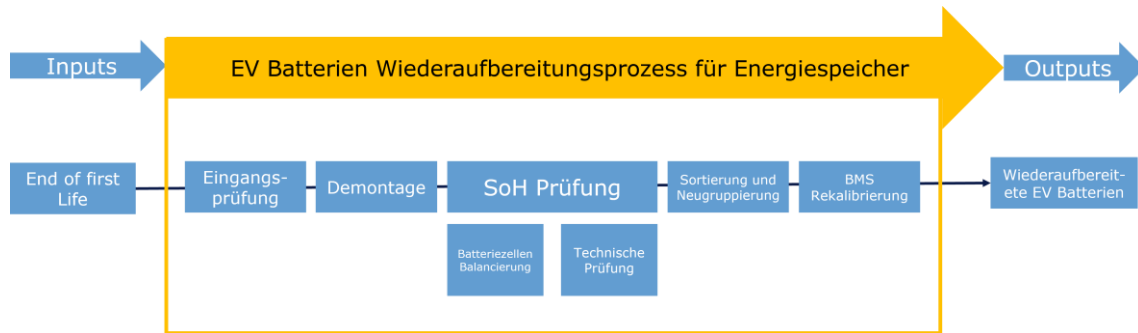 Inputs
EV Batterien Wiederaufbereitungsprozess für Energiespeicher
Outputs
End of first
Life
Eingangs-
prüfung
Demontage
SoH Prüfung
Sortierung und
Neugruppierung
BMS
Rekalibrierung
Wiederaufbereit-
ete EV Batterien
Batteriezellen
Balancierung
Technische
Prüfung